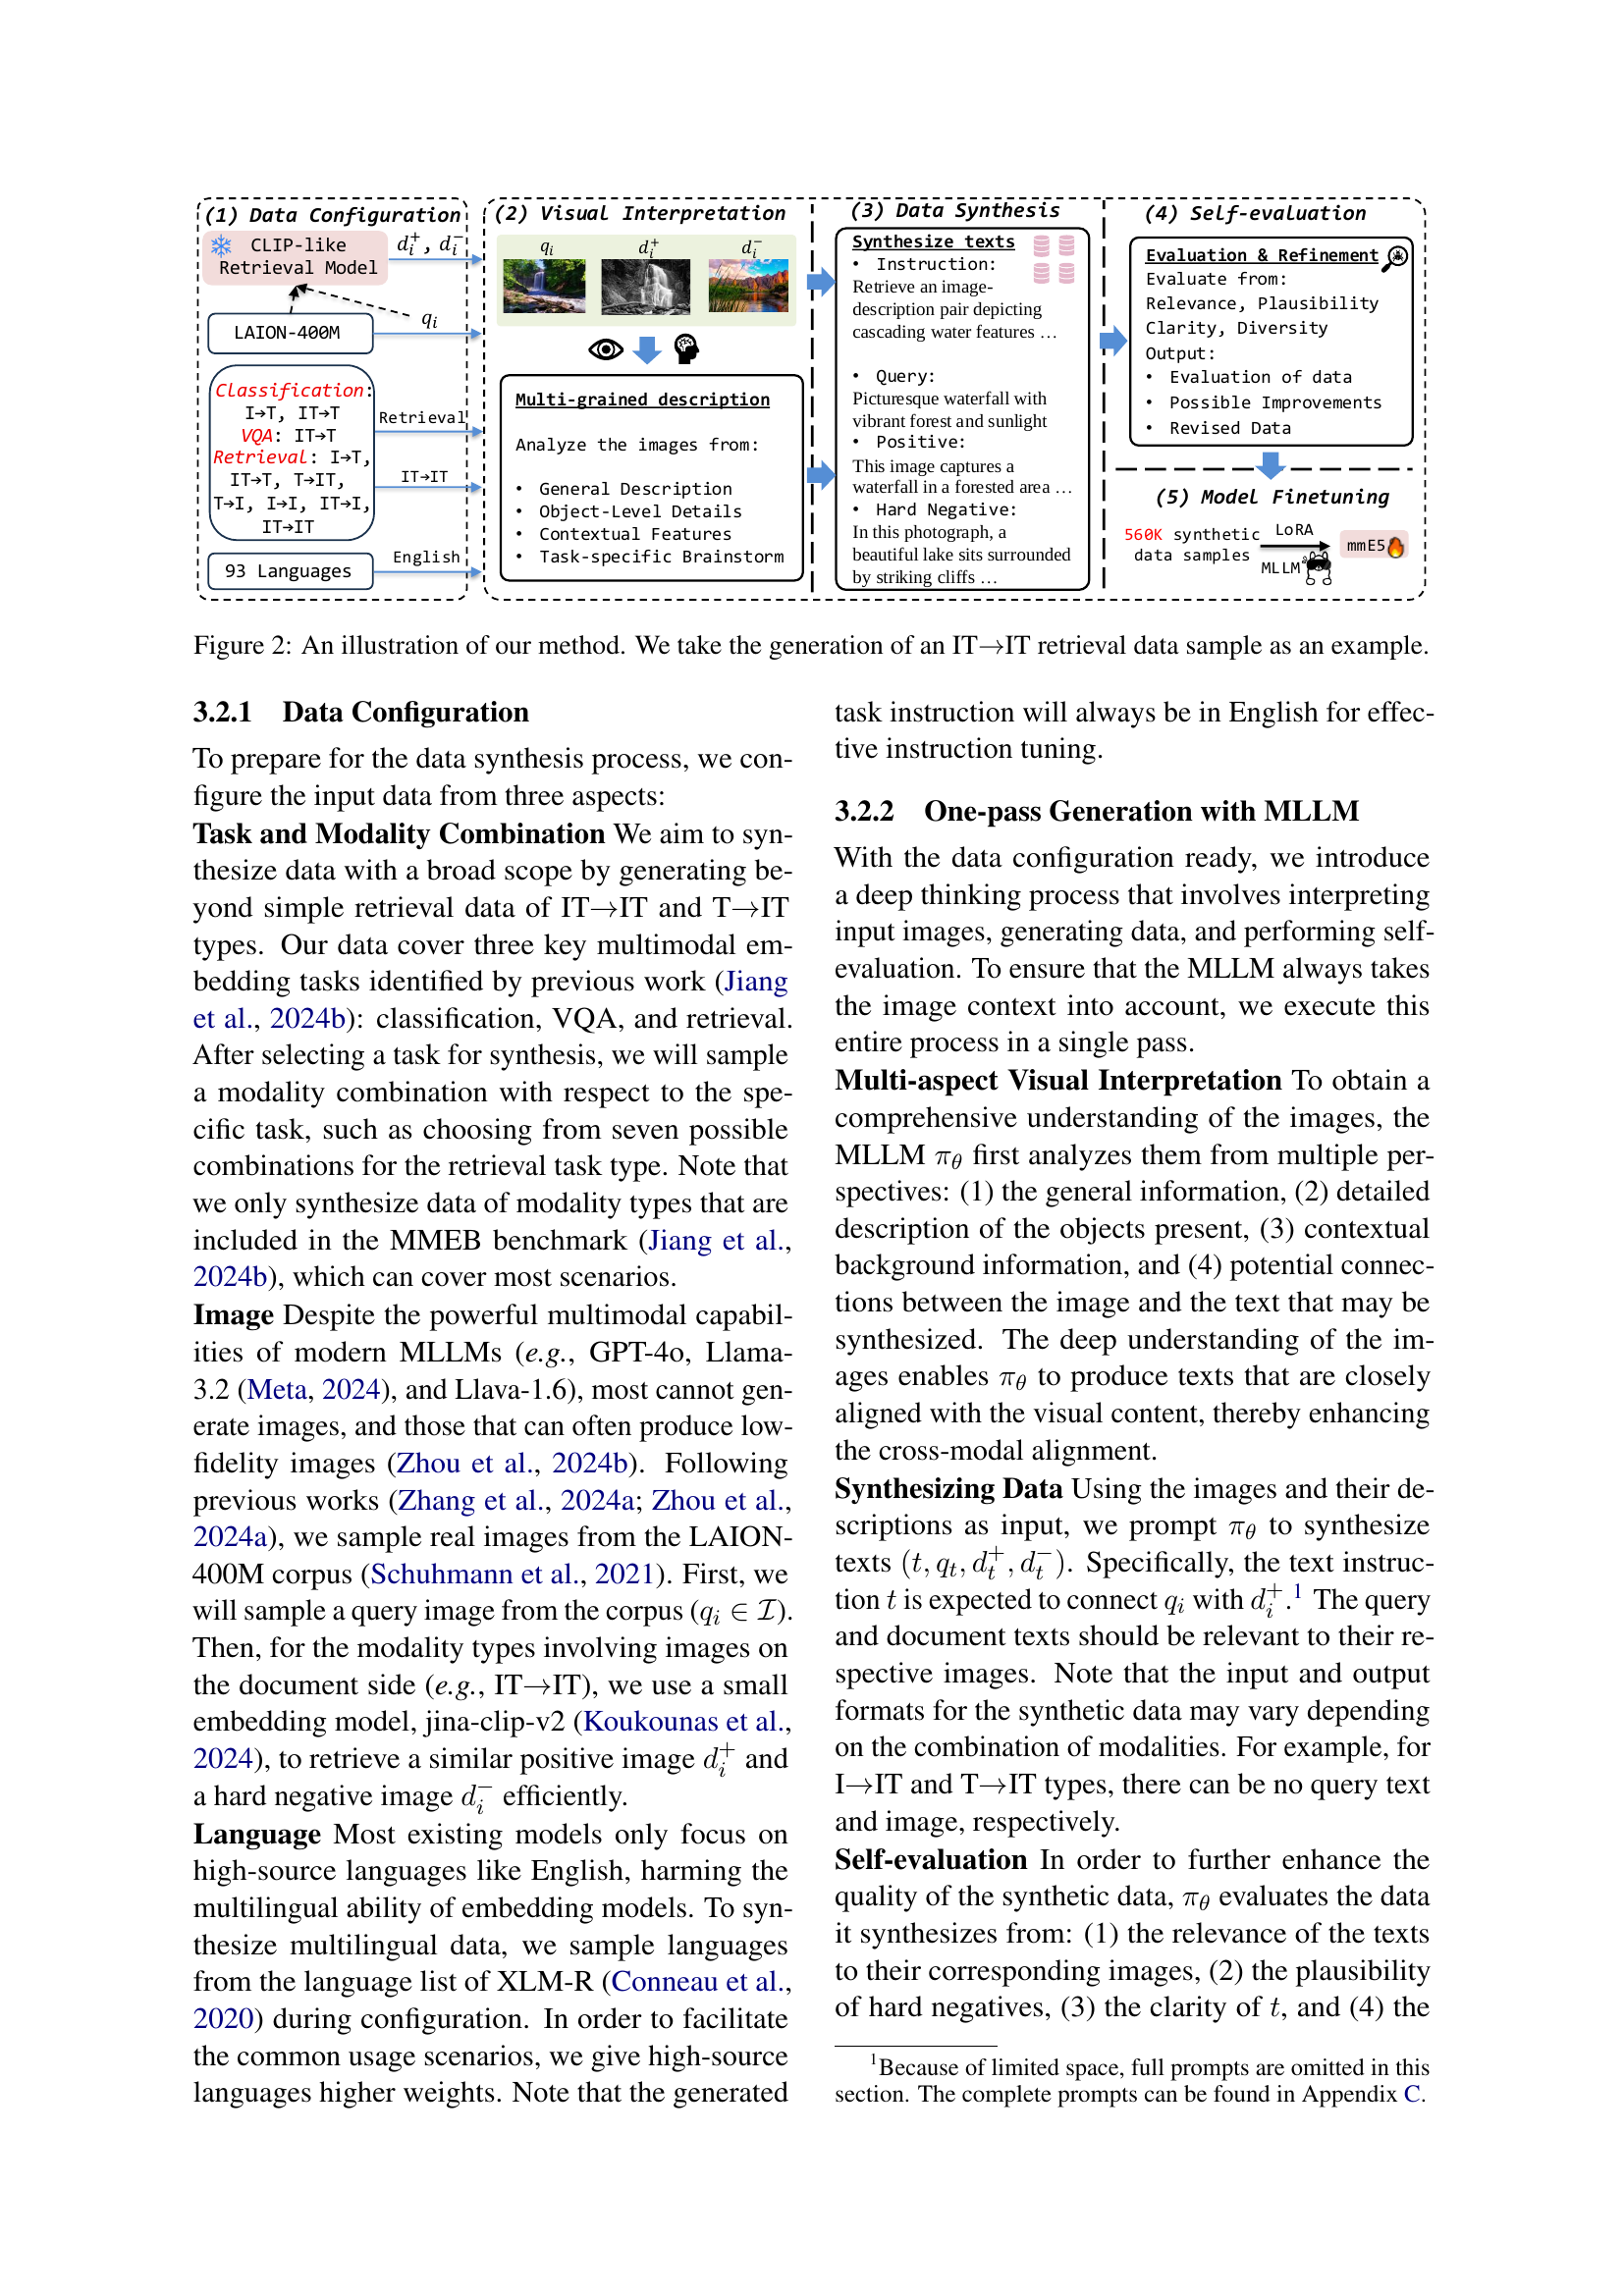 (1) Data Configuration
CLIP-like
Retrieval Model
d_i^+, d_i^-
q_i
LAION-400M
Classification:
I→T, IT→T
VQA: IT→T
Retrieval: I→T,
IT→T, T→IT,
T→I, I→I, IT→I,
IT→IT
Retrieval
IT→IT
93 Languages
English
(2) Visual Interpretation
q_i d_i^+ d_i^-
Multi-grained description
Analyze the images from:
• General Description
• Object-Level Details
• Contextual Features
• Task-specific Brainstorm
(3) Data Synthesis
Synthesize texts
• Instruction:
Retrieve an image-
description pair depicting
cascading water features …
• Query:
Picturesque waterfall with
vibrant forest and sunlight
• Positive:
This image captures a
waterfall in a forested area …
• Hard Negative:
In this photograph, a
beautiful lake sits surrounded
by striking cliffs …
(4) Self-evaluation
Evaluation & Refinement
Evaluate from:
Relevance, Plausibility
Clarity, Diversity
Output:
• Evaluation of data
• Possible Improvements
• Revised Data
(5) Model Finetuning
560K synthetic
data samples
LoRA
MLLM
mmE5
Figure 2: An illustration of our method. We take the generation of an IT→IT retrieval data sample as an example.
3.2.1 Data Configuration
To prepare for the data synthesis process, we con-
figure the input data from three aspects:
Task and Modality Combination We aim to syn-
thesize data with a broad scope by generating be-
yond simple retrieval data of IT→IT and T→IT
types. Our data cover three key multimodal em-
bedding tasks identified by previous work (Jiang
et al., 2024b): classification, VQA, and retrieval.
After selecting a task for synthesis, we will sample
a modality combination with respect to the spe-
cific task, such as choosing from seven possible
combinations for the retrieval task type. Note that
we only synthesize data of modality types that are
included in the MMEB benchmark (Jiang et al.,
2024b), which can cover most scenarios.
Image Despite the powerful multimodal capabil-
ities of modern MLLMs (e.g., GPT-4o, Llama-
3.2 (Meta, 2024), and Llava-1.6), most cannot gen-
erate images, and those that can often produce low-
fidelity images (Zhou et al., 2024b). Following
previous works (Zhang et al., 2024a; Zhou et al.,
2024a), we sample real images from the LAION-
400M corpus (Schuhmann et al., 2021). First, we
will sample a query image from the corpus (q_i ∈ I).
Then, for the modality types involving images on
the document side (e.g., IT→IT), we use a small
embedding model, jina-clip-v2 (Koukounas et al.,
2024), to retrieve a similar positive image d_i^+ and
a hard negative image d_i^- efficiently.
Language Most existing models only focus on
high-source languages like English, harming the
multilingual ability of embedding models. To syn-
thesize multilingual data, we sample languages
from the language list of XLM-R (Conneau et al.,
2020) during configuration. In order to facilitate
the common usage scenarios, we give high-source
languages higher weights. Note that the generated
task instruction will always be in English for effec-
tive instruction tuning.
3.2.2 One-pass Generation with MLLM
With the data configuration ready, we introduce
a deep thinking process that involves interpreting
input images, generating data, and performing self-
evaluation. To ensure that the MLLM always takes
the image context into account, we execute this
entire process in a single pass.
Multi-aspect Visual Interpretation To obtain a
comprehensive understanding of the images, the
MLLM π_θ first analyzes them from multiple per-
spectives: (1) the general information, (2) detailed
description of the objects present, (3) contextual
background information, and (4) potential connec-
tions between the image and the text that may be
synthesized. The deep understanding of the im-
ages enables π_θ to produce texts that are closely
aligned with the visual content, thereby enhancing
the cross-modal alignment.
Synthesizing Data Using the images and their de-
scriptions as input, we prompt π_θ to synthesize
texts (t, q_t, d_t^+, d_t^-). Specifically, the text instruc-
tion t is expected to connect q_i with d_i^+.¹ The query
and document texts should be relevant to their re-
spective images. Note that the input and output
formats for the synthetic data may vary depending
on the combination of modalities. For example, for
I→IT and T→IT types, there can be no query text
and image, respectively.
Self-evaluation In order to further enhance the
quality of the synthetic data, π_θ evaluates the data
it synthesizes from: (1) the relevance of the texts
to their corresponding images, (2) the plausibility
of hard negatives, (3) the clarity of t, and (4) the
¹Because of limited space, full prompts are omitted in this
section. The complete prompts can be found in Appendix C.